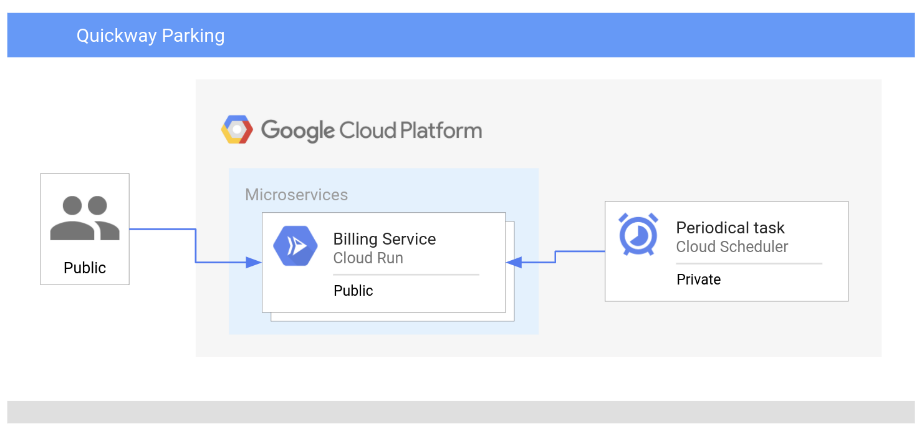 Quickway Parking
Google Cloud Platform
Microservices
Public
Billing Service
Cloud Run
Public
Periodical task
Cloud Scheduler
Private